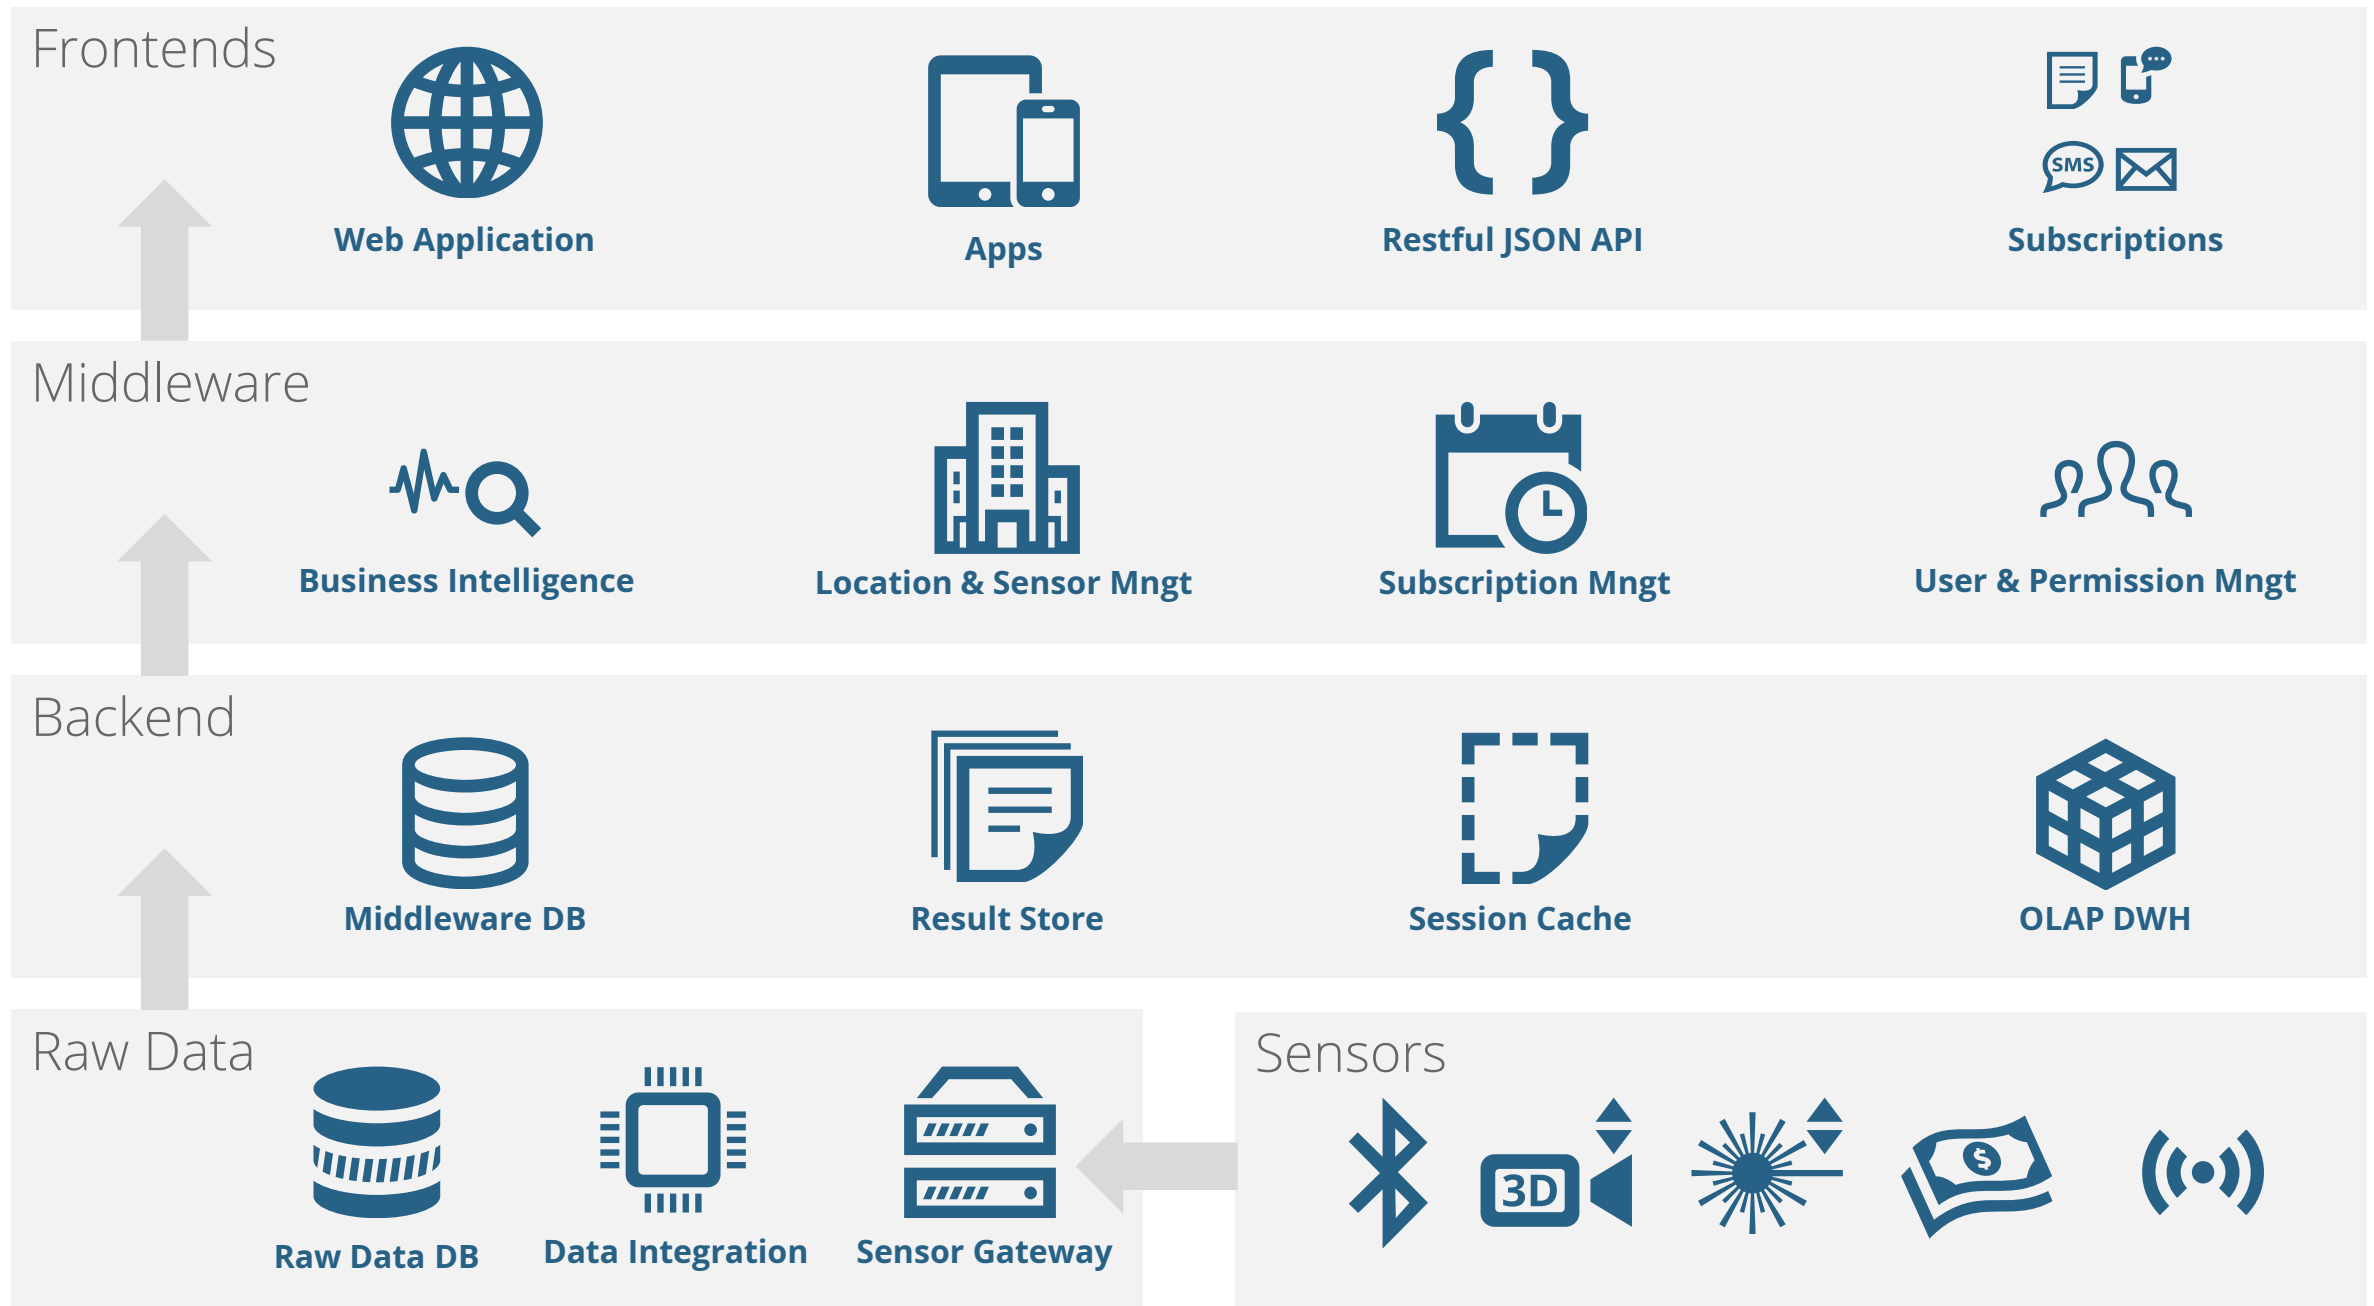 Frontends
Web Application
Apps
Restful JSON API
SMS
Subscriptions
Middleware
Business Intelligence
Location & Sensor Mngt
Subscription Mngt
User & Permission Mngt
Backend
Middleware DB
Result Store
Session Cache
OLAP DWH
Raw Data
Raw Data DB
Data Integration
Sensor Gateway
Sensors
3D
$